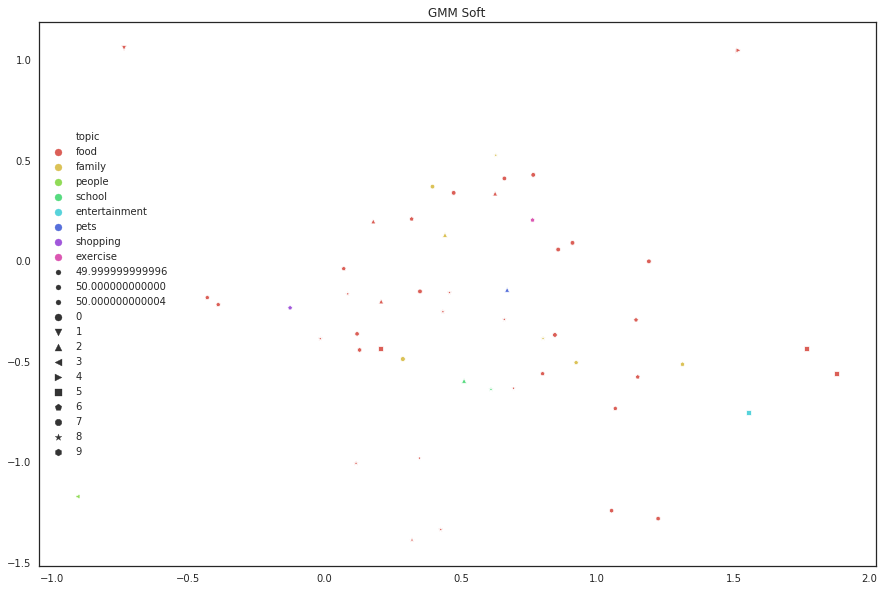 GMM Soft
1.0
0.5
0.0
−0.5
−1.0
−1.5
topic
food
family
people
school
entertainment
pets
shopping
exercise
49.999999999996
50.000000000000
50.000000000004
0
1
2
3
4
5
6
7
8
9
−1.0 −0.5 0.0 0.5 1.0 1.5 2.0